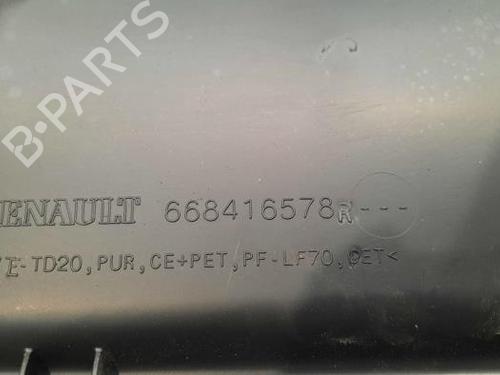 B-PARTS
RENAULT 668416578R---
E-TD20,PUR,CE+PET,PF-LF70,PET<